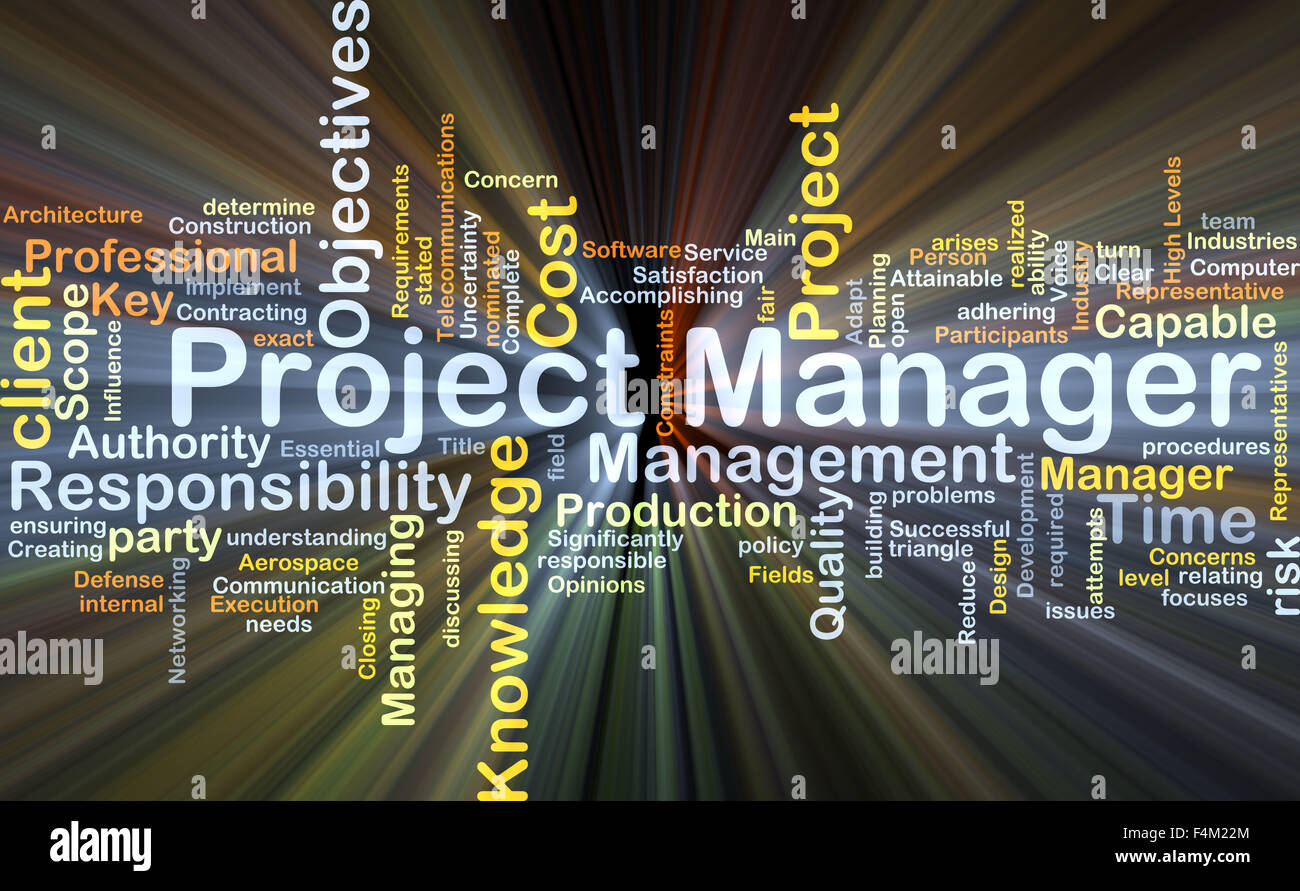 Objectives
Project
Telecommunications
Concern
Requirements
stated
Uncertainty
nominated
Complete
Cost
Architecture
determine
Construction
Professional
implement
Key
Contracting
exact
client
Scope
Influence
Software
Service
Main
Satisfaction
Accomplishing
fair
Constraints
Adapt
Planning
open
arises
Person
Attainable
realized
ability
Voice
Industry
turn
Clear
High Levels
team
Industries
Computer
Representative
adhering
Participants
Capable
Project Manager
Authority
Essential
Title
field
Management
procedures
Representatives
Responsibility
Knowledge
Manager
Time
ensuring
Creating
party
understanding
Managing
discussing
Production
Significantly
responsible
Opinions
policy
Fields
Quality
building
problems
Successful
triangle
Reduce
Design
Development
required
attempts
issues
Concerns
level
relating
focuses
risk
Defense
internal
Networking
Aerospace
Communication
Execution
needs
Closing
alamy
a
alamy stock photo
Image ID: F4M22M
www.alamy.com